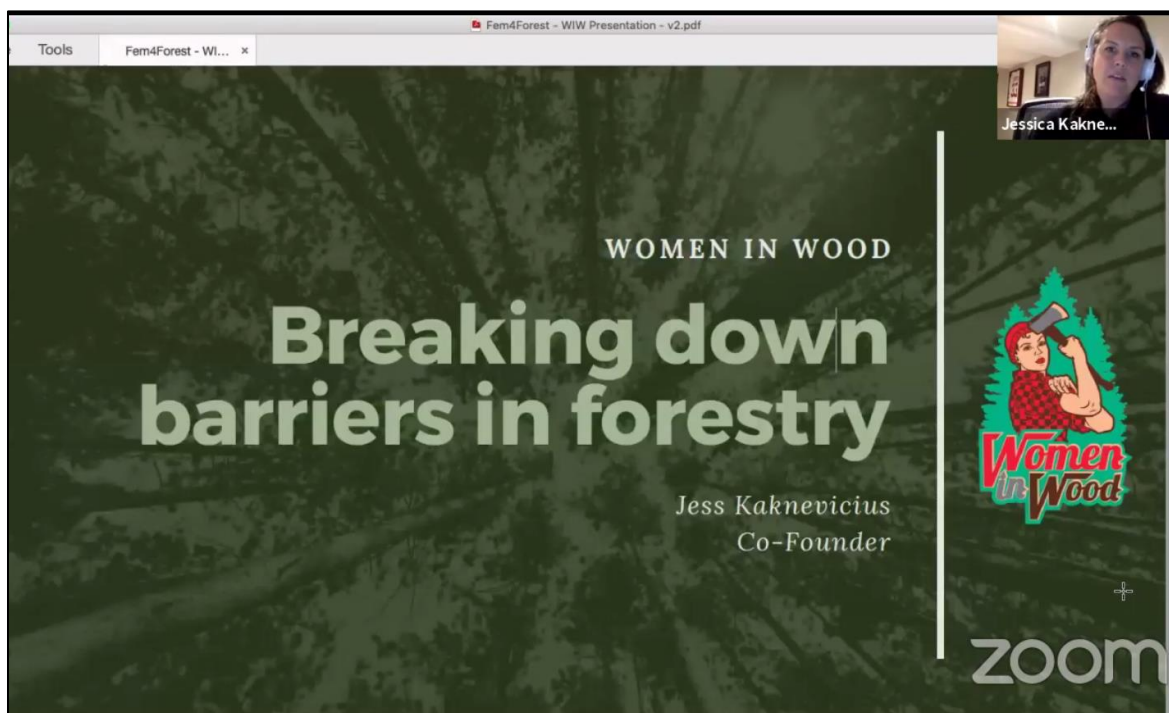 Fem4Forest - WIW Presentation - v2.pdf
Tools
Fem4Forest - WI... ×
Jessica Kakne...
WOMEN IN WOOD
Breaking down
barriers in forestry
Jess Kaknevicius
Co-Founder
Women
in Wood
zoom